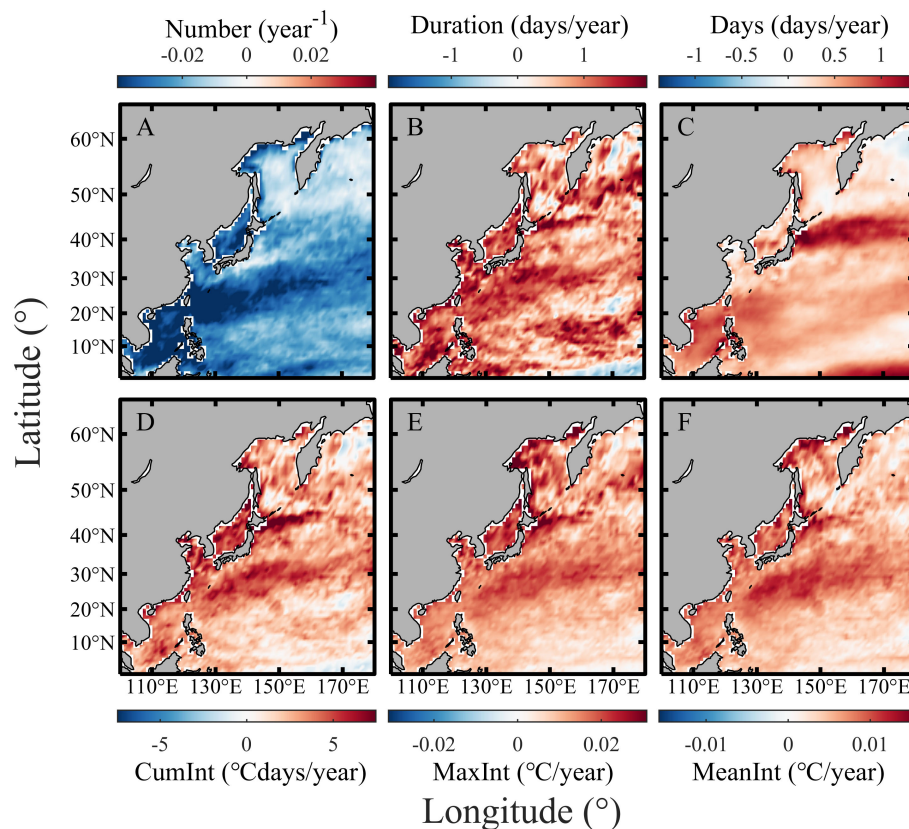 Number (year-1) Duration (days/year) Days (days/year)
-0.02 0 0.02 -1 0 1 -1 -0.5 0 0.5 1
A B C
60°N
50°N
40°N
30°N
20°N
10°N
Latitude (°)
D E F
60°N
50°N
40°N
30°N
20°N
10°N
110°E 130°E 150°E 170°E 110°E 130°E 150°E 170°E 110°E 130°E 150°E 170°E
-5 0 5 -0.02 0 0.02 -0.01 0 0.01
CumInt (°Cdays/year) MaxInt (°C/year) MeanInt (°C/year)
Longitude (°)